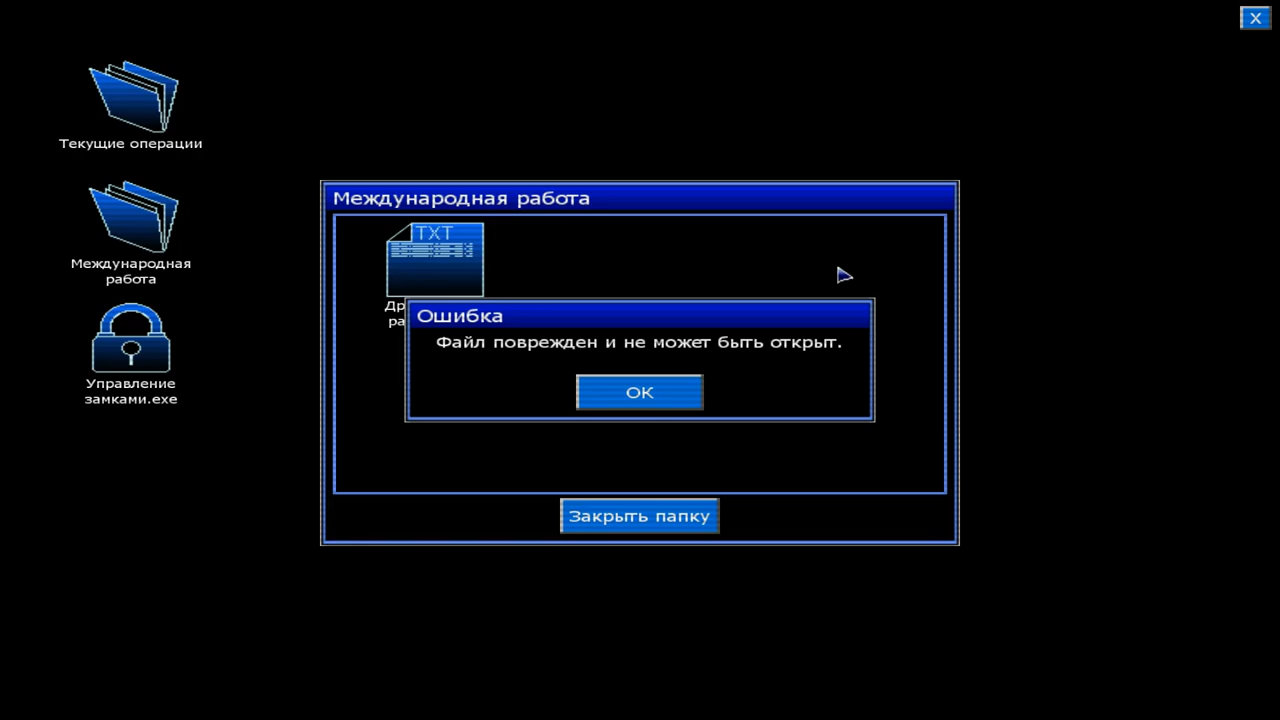 X
Текущие операции
Международная
работа
Управление
замками.exe
Международная работа
TXT
Ошибка
Файл поврежден и не может быть открыт.
OK
Закрыть папку